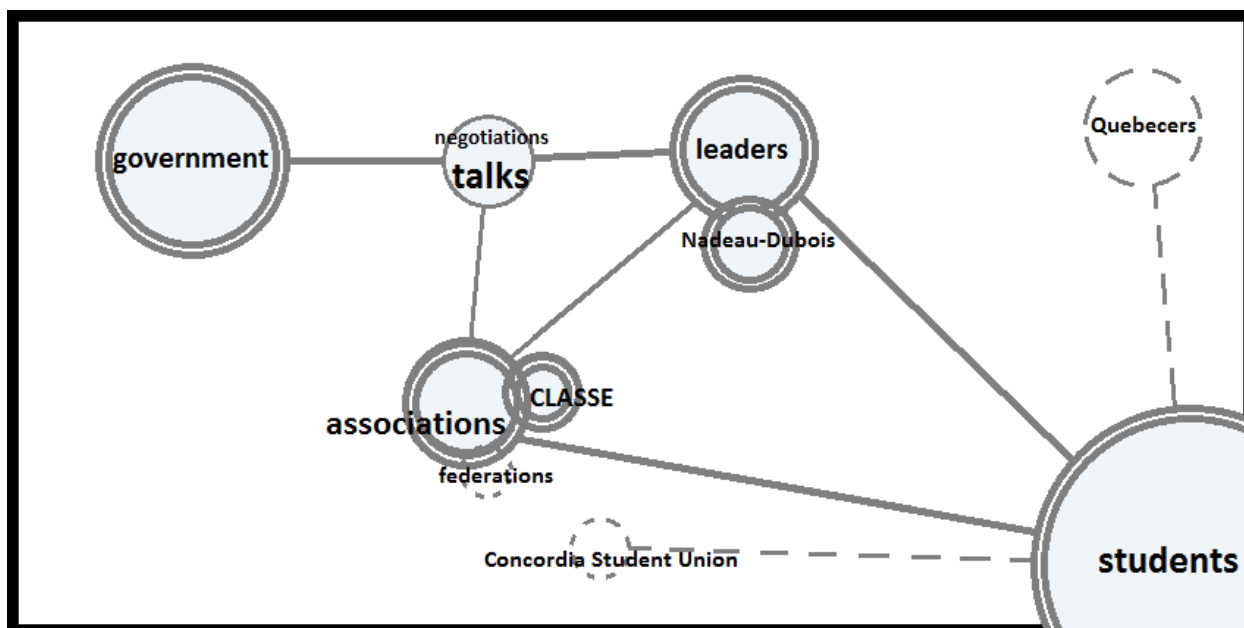 government
negotiations
talks
leaders
Nadeau-Dubois
Quebecers
associations
CLASSE
federations
Concordia Student Union
students